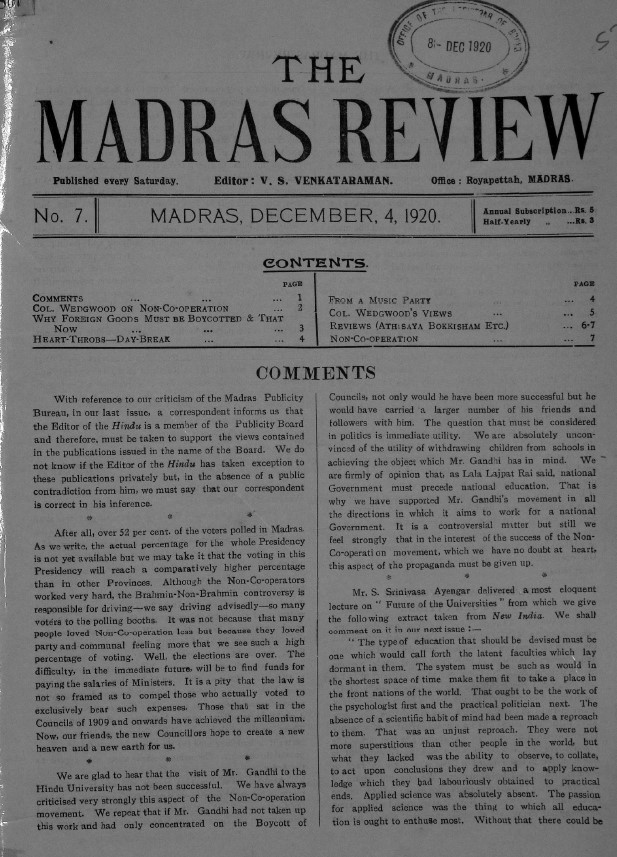 OFFICE OF THE REGISTRAR OF BOOKS
8- DEC 1920
MADRAS.
THE
MADRAS REVIEW
Published every Saturday. Editor: V. S. VENKATARAMAN. Office: Royapettah, MADRAS.
No. 7. MADRAS, DECEMBER, 4, 1920. Annual Subscription...Rs. 5
Half-Yearly „ ...Rs. 3
CONTENTS.
PAGE
COMMENTS ... ... ... 1
COL. WEDGWOOD ON NON-CO-OPERATION ... 2
WHY FOREIGN GOODS MUST BE BOYCOTTED & THAT
NOW ... ... ... 3
HEART-THROBS—DAY-BREAK ... ... 4
PAGE
FROM A MUSIC PARTY ... 4
COL. WEDGWOOD'S VIEWS ... ... 5
REVIEWS (ATHISAYA BOKKISHAM ETC.) ... 6-7
NON-CO-OPERATION ... ... 7
COMMENTS
With reference to our criticism of the Madras Publicity
Bureau, in our last issue, a correspondent informs us that
the Editor of the Hindu is a member of the Publicity Board
and therefore, must be taken to support the views contained
in the publications issued in the name of the Board. We do
not know if the Editor of the Hindu has taken exception to
these publications privately but, in the absence of a public
contradiction from him, we must say that our correspondent
is correct in his inference.
* * *
After all, over 52 per cent. of the voters polled in Madras.
As we write, the actual percentage for the whole Presidency
is not yet available but we may take it that the voting in this
Presidency will reach a comparatively higher percentage
than in other Provinces. Although the Non-Co-operators
worked very hard, the Brahmin-Non-Brahmin controversy is
responsible for driving—we say driving advisedly—so many
voters to the polling booths. It was not because that many
people loved Non-Co-operation less but because they loved
party and communal feeling more that we see such a high
percentage of voting. Well, the elections are over. The
difficulty, in the immediate future, will be to find funds for
paying the salaries of Ministers. It is a pity that the law is
not so framed as to compel those who actually voted to
exclusively bear such expenses. Those that sat in the
Councils of 1909 and onwards have achieved the millennium.
Now, our friends, the new Councillors hope to create a new
heaven and a new earth for us.
* * *
We are glad to hear that the visit of Mr. Gandhi to the
Hindu University has not been successful. We have always
criticised very strongly this aspect of the Non-Co-operation
movement. We repeat that if Mr. Gandhi had not taken up
this work and had only concentrated on the Boycott of
Councils, not only would he have been more successful but he
would have carried a larger number of his friends and
followers with him. The question that must be considered
in politics is immediate utility. We are absolutely uncon-
vinced of the utility of withdrawing children from schools in
achieving the object which Mr. Gandhi has in mind. We
are firmly of opinion that, as Lala Lajpat Rai said, national
Government must precede national education. That is
why we have supported Mr. Gandhi's movement in all
the directions in which it aims to work for a national
Government. It is a controversial matter but still we
feel strongly that in the interest of the success of the Non-
Co-operation movement, which we have no doubt at heart,
this aspect of the propaganda must be given up.
* * *
Mr. S. Srinivasa Ayengar delivered a most eloquent
lecture on " Future of the Universities " from which we give
the following extract taken from New India. We shall
comment on it in our next issue :—
" The type of education that should be devised must be
one which would call forth the latent faculties which lay
dormant in them. The system must be such as would in
the shortest space of time make them fit to take a place in
the front nations of the world. That ought to be the work of
the psychologist first and the practical politician next. The
absence of a scientific habit of mind had been made a reproach
to them. That was an unjust reproach. They were not
more superstitious than other people in the world, but
what they lacked was the ability to observe, to collate,
to act upon conclusions they drew and to apply know-
ledge which they had labouriously obtained to practical
ends. Applied science was absolutely absent. The passion
for applied science was the thing to which all educa-
tion is ought to enthuse most. Without that there could be